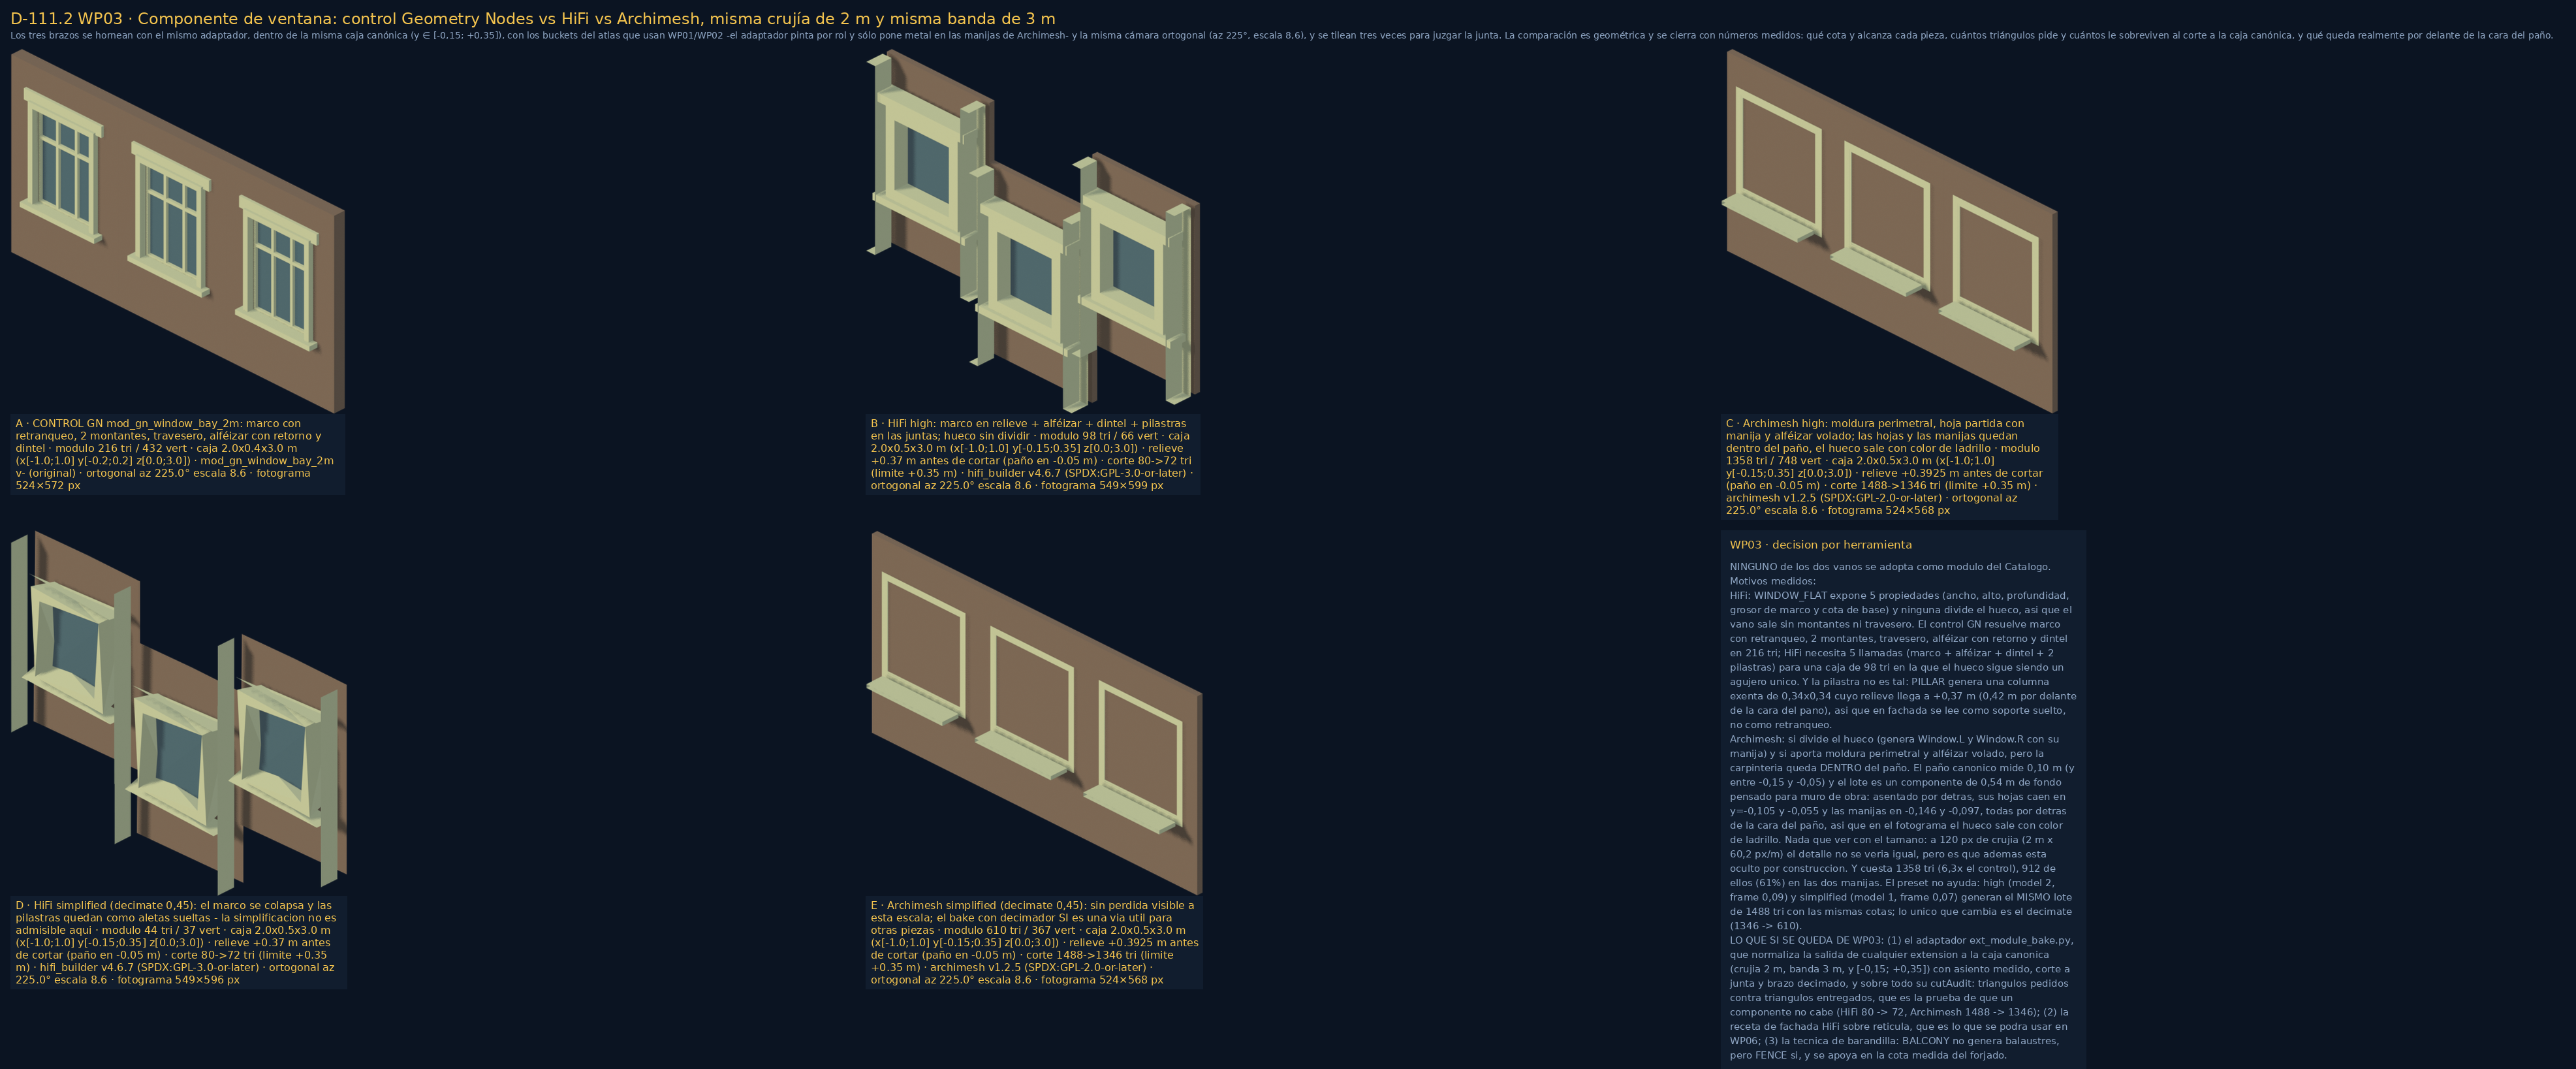 D-111.2 WP03 · Componente de ventana: control Geometry Nodes vs HiFi vs Archimesh, misma crujía de 2 m y misma banda de 3 m
Los tres brazos se hornean con el mismo adaptador, dentro de la misma caja canónica (y ∈ [-0,15; +0,35]), con los buckets del atlas que usan WP01/WP02 -el adaptador pinta por rol y sólo pone metal en las manijas de Archimesh- y la misma cámara ortogonal (az 225°, escala 8,6), y se tilean tres veces para juzgar la junta. La comparación es geométrica y se cierra con números medidos: qué cota y alcanza cada pieza, cuántos triángulos pide y cuántos le sobreviven al corte a la caja canónica, y qué queda realmente por delante de la cara del paño.
A · CONTROL GN mod_gn_window_bay_2m: marco con
retranqueo, 2 montantes, travesero, alféizar con retorno y
dintel · modulo 216 tri / 432 vert · caja 2.0x0.4x3.0 m
(x[-1.0;1.0] y[-0.2;0.2] z[0.0;3.0]) · mod_gn_window_bay_2m
v- (original) · ortogonal az 225.0° escala 8.6 · fotograma
524×572 px
B · HiFi high: marco en relieve + alféizar + dintel + pilastras
en las juntas; hueco sin dividir · modulo 98 tri / 66 vert · caja
2.0x0.5x3.0 m (x[-1.0;1.0] y[-0.15;0.35] z[0.0;3.0]) · relieve
+0.37 m antes de cortar (paño en -0.05 m) · corte 80->72 tri
(limite +0.35 m) · hifi_builder v4.6.7 (SPDX:GPL-3.0-or-later) ·
ortogonal az 225.0° escala 8.6 · fotograma 549×599 px
C · Archimesh high: moldura perimetral, hoja partida con
manija y alféizar volado; las hojas y las manijas quedan
dentro del paño, el hueco sale con color de ladrillo · modulo
1358 tri / 748 vert · caja 2.0x0.5x3.0 m (x[-1.0;1.0]
y[-0.15;0.35] z[0.0;3.0]) · relieve +0.3925 m antes de cortar
(paño en -0.05 m) · corte 1488->1346 tri (limite +0.35 m) ·
archimesh v1.2.5 (SPDX:GPL-2.0-or-later) · ortogonal az
225.0° escala 8.6 · fotograma 524×568 px
D · HiFi simplified (decimate 0,45): el marco se colapsa y las
pilastras quedan como aletas sueltas - la simplificacion no es
admisible aqui · modulo 44 tri / 37 vert · caja 2.0x0.5x3.0 m
(x[-1.0;1.0] y[-0.15;0.35] z[0.0;3.0]) · relieve +0.37 m antes
de cortar (paño en -0.05 m) · corte 80->72 tri (limite +0.35
m) · hifi_builder v4.6.7 (SPDX:GPL-3.0-or-later) · ortogonal az
225.0° escala 8.6 · fotograma 549×596 px
E · Archimesh simplified (decimate 0,45): sin perdida visible a
esta escala; el bake con decimador SI es una via util para
otras piezas · modulo 610 tri / 367 vert · caja 2.0x0.5x3.0 m
(x[-1.0;1.0] y[-0.15;0.35] z[0.0;3.0]) · relieve +0.3925 m antes
de cortar (paño en -0.05 m) · corte 1488->1346 tri (limite
+0.35 m) · archimesh v1.2.5 (SPDX:GPL-2.0-or-later) ·
ortogonal az 225.0° escala 8.6 · fotograma 524×568 px
WP03 · decision por herramienta
NINGUNO de los dos vanos se adopta como modulo del Catalogo.
Motivos medidos:
HiFi: WINDOW_FLAT expone 5 propiedades (ancho, alto, profundidad,
grosor de marco y cota de base) y ninguna divide el hueco, asi que el
vano sale sin montantes ni travesero. El control GN resuelve marco
con retranqueo, 2 montantes, travesero, alféizar con retorno y dintel
en 216 tri; HiFi necesita 5 llamadas (marco + alféizar + dintel + 2
pilastras) para una caja de 98 tri en la que el hueco sigue siendo un
agujero unico. Y la pilastra no es tal: PILLAR genera una columna
exenta de 0,34x0,34 cuyo relieve llega a +0,37 m (0,42 m por delante
de la cara del pano), asi que en fachada se lee como soporte suelto,
no como retranqueo.
Archimesh: si divide el hueco (genera Window.L y Window.R con su
manija) y si aporta moldura perimetral y alféizar volado, pero la
carpinteria queda DENTRO del paño. El paño canonico mide 0,10 m (y
entre -0,15 y -0,05) y el lote es un componente de 0,54 m de fondo
pensado para muro de obra: asentado por detras, sus hojas caen en
y=-0,105 y -0,055 y las manijas en -0,146 y -0,097, todas por detras
de la cara del paño, asi que en el fotograma el hueco sale con color
de ladrillo. Nada que ver con el tamano: a 120 px de crujia (2 m x
60,2 px/m) el detalle no se veria igual, pero es que ademas esta
oculto por construccion. Y cuesta 1358 tri (6,3x el control), 912 de
ellos (61%) en las dos manijas. El preset no ayuda: high (model 2,
frame 0,09) y simplified (model 1, frame 0,07) generan el MISMO lote
de 1488 tri con las mismas cotas; lo unico que cambia es el decimate
(1346 -> 610).
LO QUE SI SE QUEDA DE WP03: (1) el adaptador ext_module_bake.py,
que normaliza la salida de cualquier extension a la caja canonica
(crujia 2 m, banda 3 m, y [-0,15; +0,35]) con asiento medido, corte a
junta y brazo decimado, y sobre todo su cutAudit: triangulos pedidos
contra triangulos entregados, que es la prueba de que un
componente no cabe (HiFi 80 -> 72, Archimesh 1488 -> 1346); (2) la
receta de fachada HiFi sobre reticula, que es lo que se podra usar en
WP06; (3) la tecnica de barandilla: BALCONY no genera balaustres,
pero FENCE si, y se apoya en la cota medida del forjado.